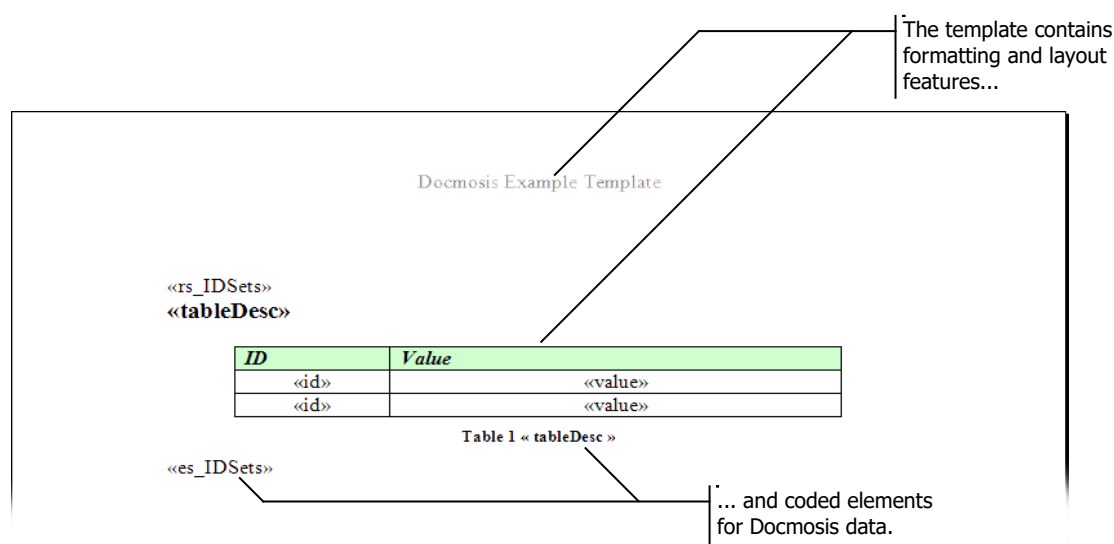 The template contains
formatting and layout
features...
Docmosis Example Template
«rs_IDSets»
«tableDesc»
ID Value
«id» «value»
«id» «value»
Table 1 « tableDesc »
«es_IDSets»
... and coded elements
for Docmosis data.